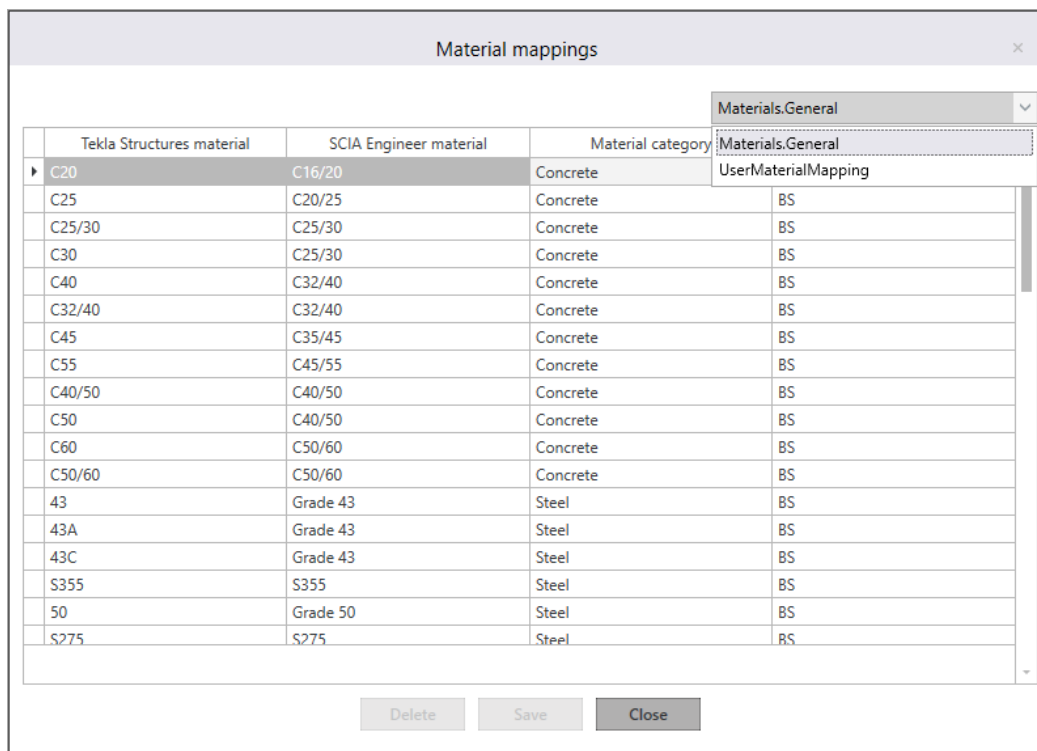 Material mappings ×
Materials.General
Tekla Structures material SCIA Engineer material Material category Materials.General
UserMaterialMapping
C20 C16/20 Concrete
C25 C20/25 Concrete BS
C25/30 C25/30 Concrete BS
C30 C25/30 Concrete BS
C40 C32/40 Concrete BS
C32/40 C32/40 Concrete BS
C45 C35/45 Concrete BS
C55 C45/55 Concrete BS
C40/50 C40/50 Concrete BS
C50 C40/50 Concrete BS
C60 C50/60 Concrete BS
C50/60 C50/60 Concrete BS
43 Grade 43 Steel BS
43A Grade 43 Steel BS
43C Grade 43 Steel BS
S355 S355 Steel BS
50 Grade 50 Steel BS
S275 S275 Steel BS
Delete Save Close